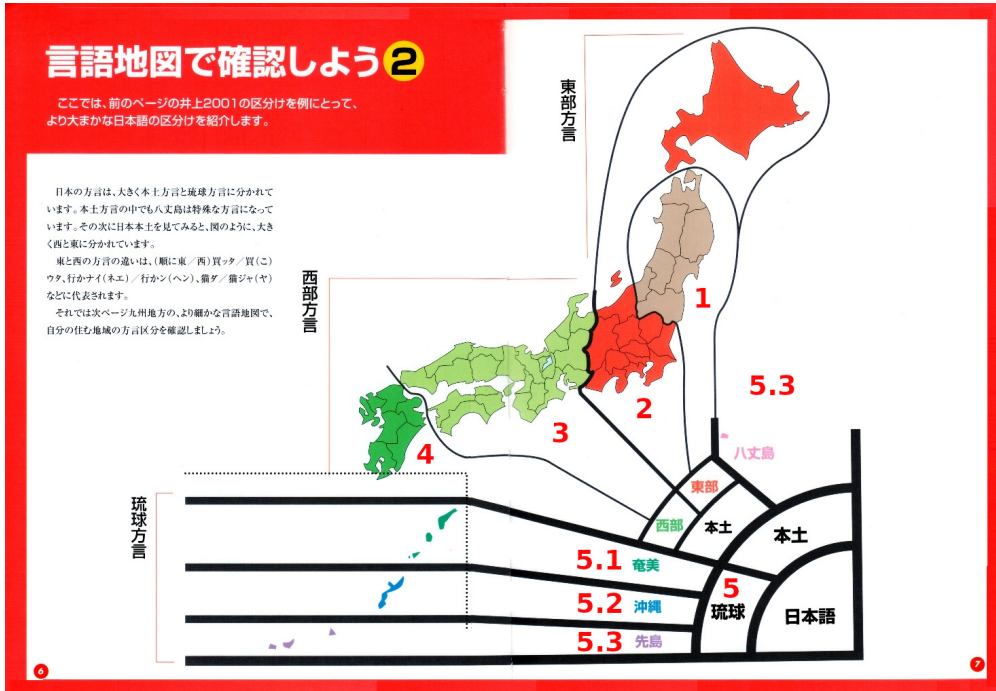 言語地図で確認しよう2
ここでは、前のページの井上2001の区分けを例にとって、
より大まかな日本語の区分けを紹介します。
日本の方言は、大きく本土方言と琉球方言に分かれて
います。本土方言の中でも八丈島は特殊な方言になって
います。その次に日本本土を見てみると、図のように、大き
く西と東に分かれています。
東と西の方言の違いは、(順に東/西)買ッタ/買(こ)
ウタ、行かナイ(ネエ)/行かン(ヘン)、猫ダ/猫ジャ(ヤ)
などに代表されます。
それでは次ページ九州地方の、より細かな言語地図で、
自分の住む地域の方言区分を確認しましょう。
東部方言
西部方言
琉球方言
1
2
3
4
5.3
八丈島
東部
西部
本土
本土
5.1 奄美
5.2 沖縄
5.3 先島
5
琉球
日本語
6
7